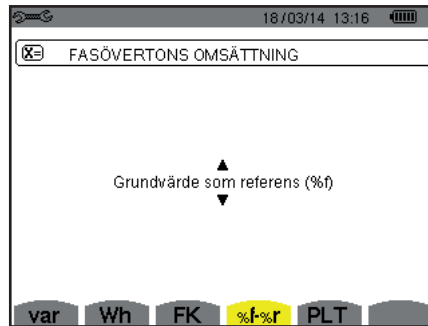 18/03/14 13:16
X= FASÖVERTONS OMSÄTTNING
Grundvärde som referens (%f)
var Wh FK %f-%r PLT